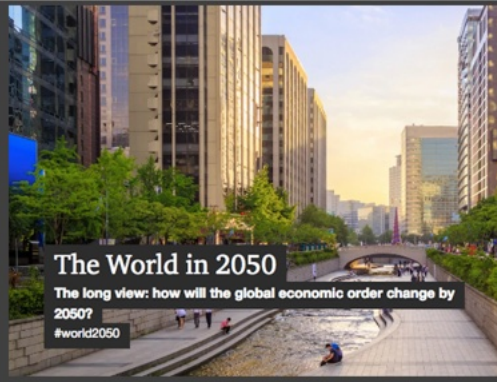 The World in 2050
The long view: how will the global economic order change by
2050?
#world2050